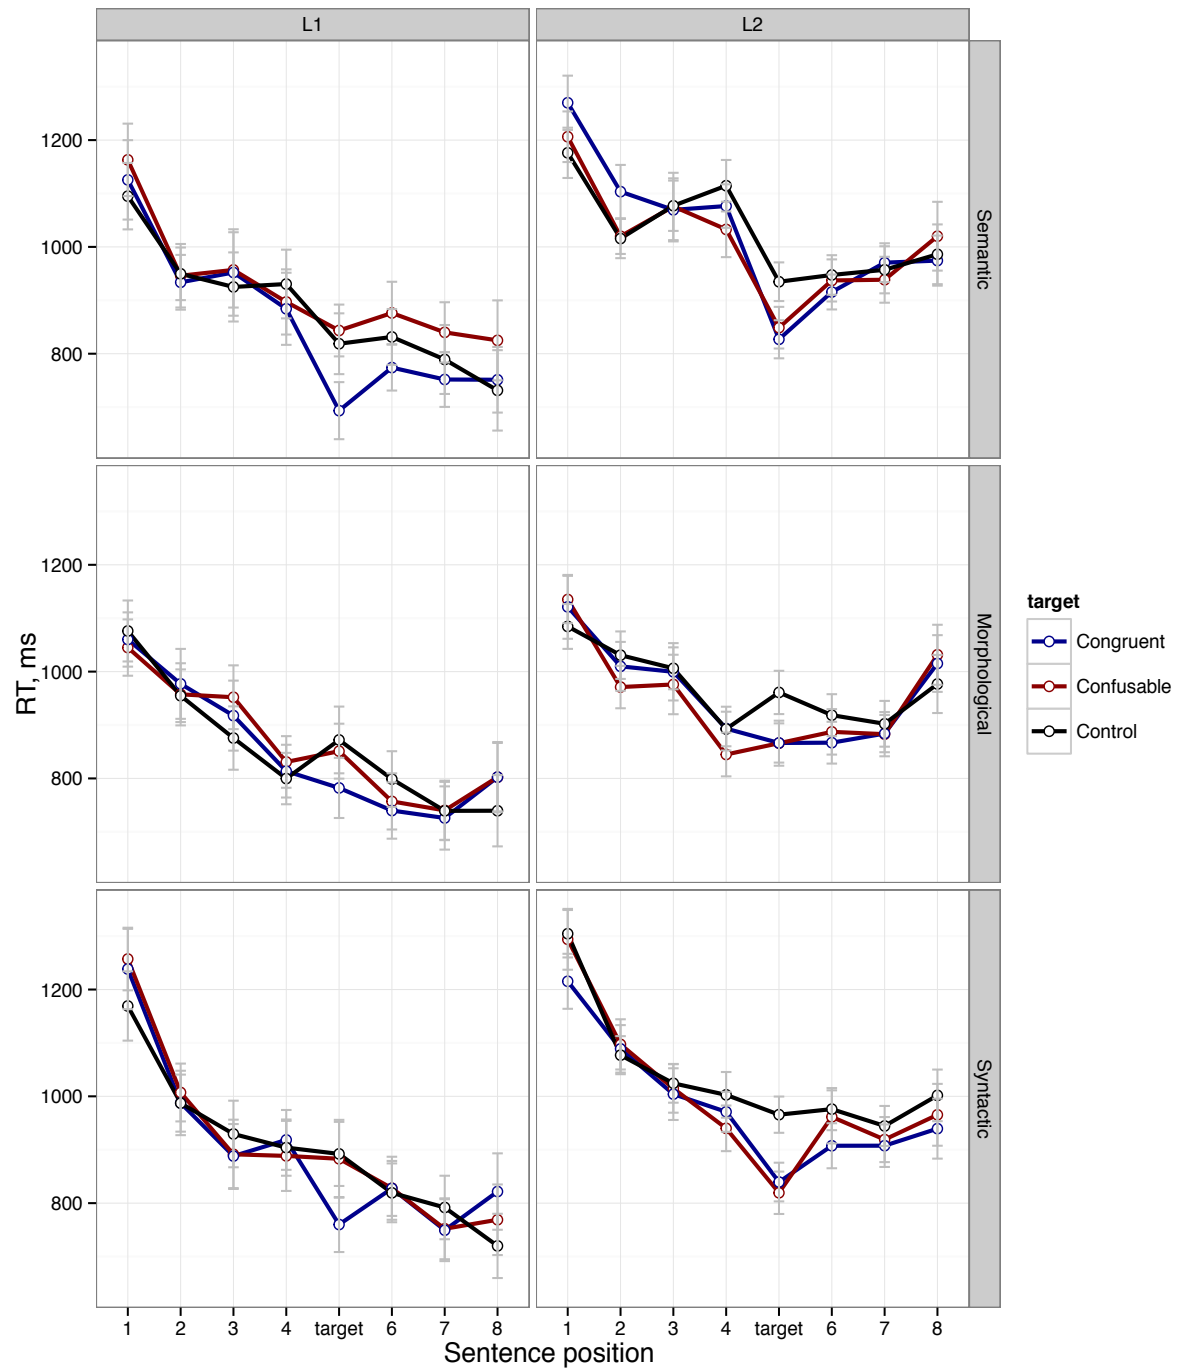 L1 L2
1200
1000
800
Semantic
1200
1000
800
Morphological
1200
1000
800
Syntactic
RT, ms
1 2 3 4 target 6 7 8 1 2 3 4 target 6 7 8
Sentence position
target
Congruent
Confusable
Control